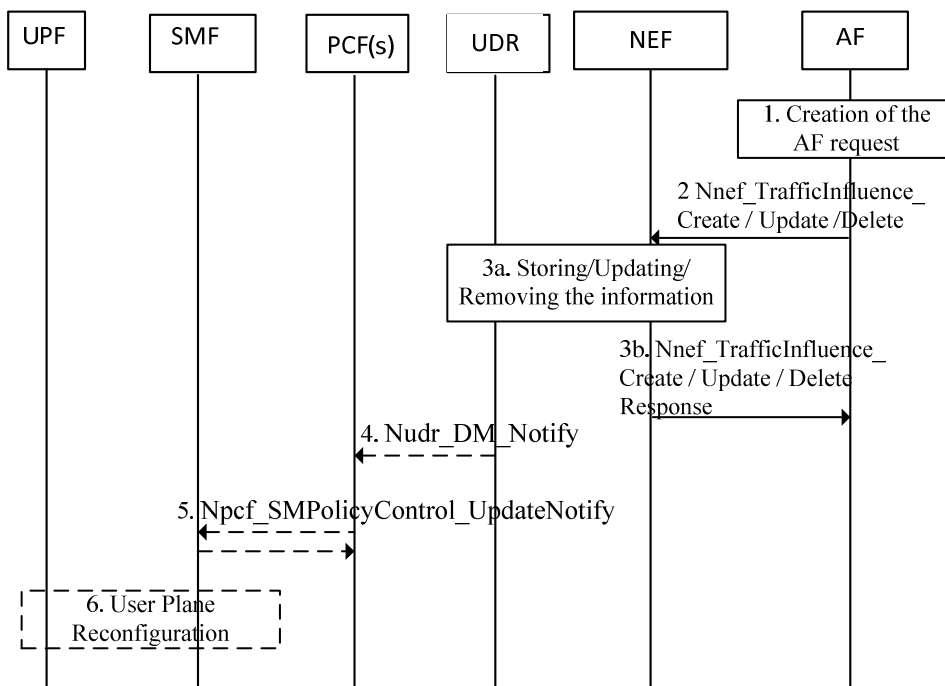 UPF
SMF
PCF(s)
UDR
NEF
AF
1. Creation of the
AF request
2 Nnef_TrafficInfluence_
Create / Update /Delete
3a. Storing/Updating/
Removing the information
3b. Nnef_TrafficInfluence_
Create / Update / Delete
Response
4. Nudr_DM_Notify
5. Npcf_SMPolicyControl_UpdateNotify
6. User Plane
Reconfiguration